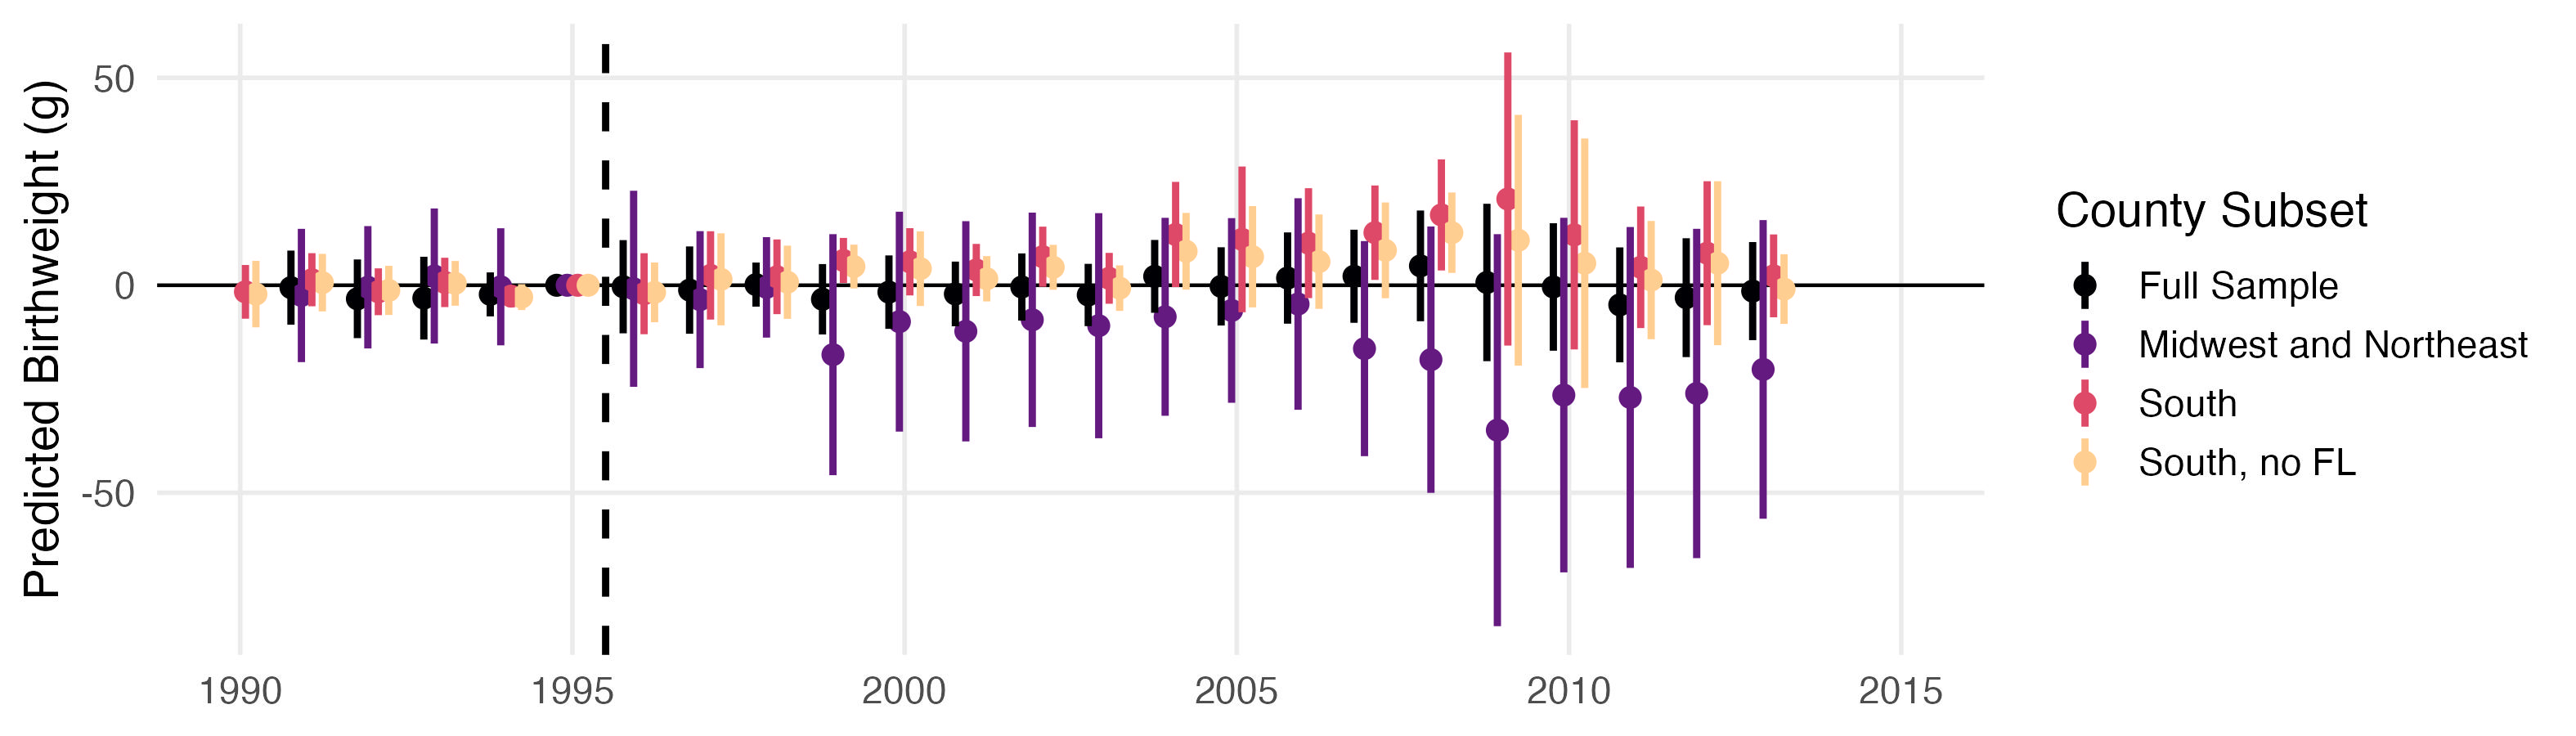 Predicted Birthweight (g)
50
0
-50
1990 1995 2000 2005 2010 2015
County Subset
Full Sample
Midwest and Northeast
South
South, no FL